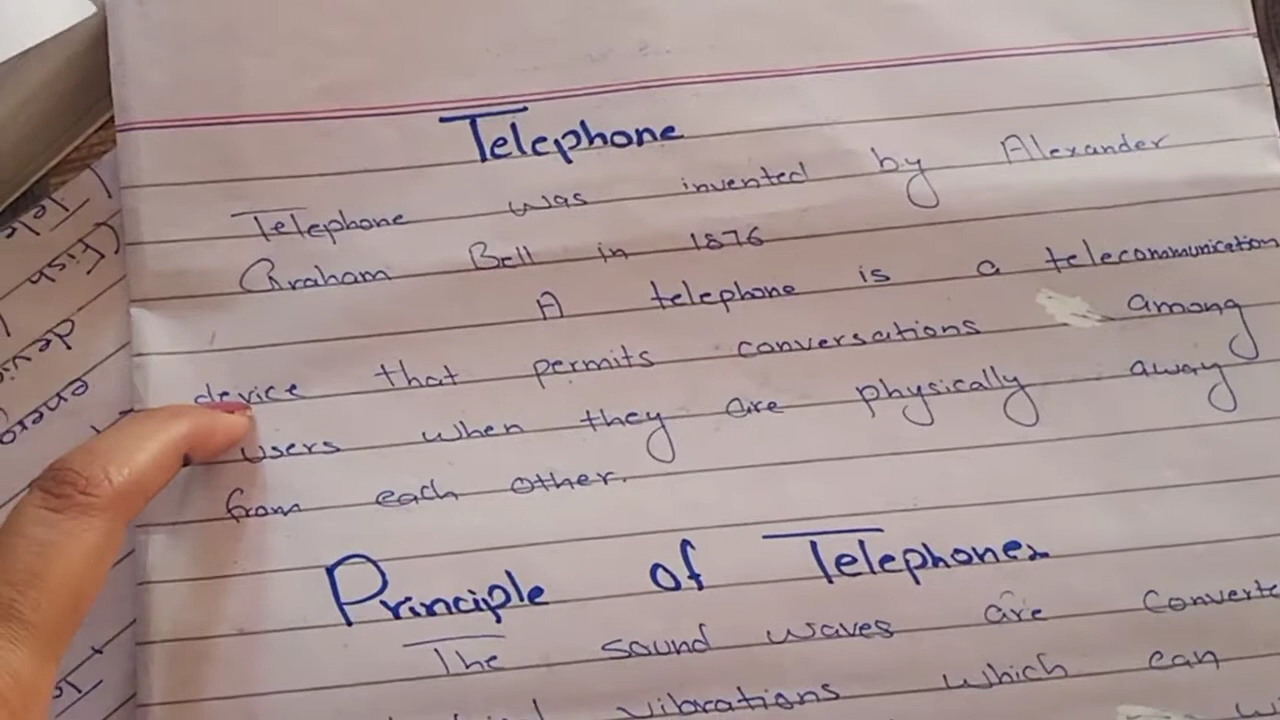 Telephone
Telephone was invented by Alexander
Graham Bell in 1876
A telephone is a telecommunication
device that permits conversations among
users when they are physically away
from each other.
Principle of Telephone
The sound waves are Converte
vibrations which can